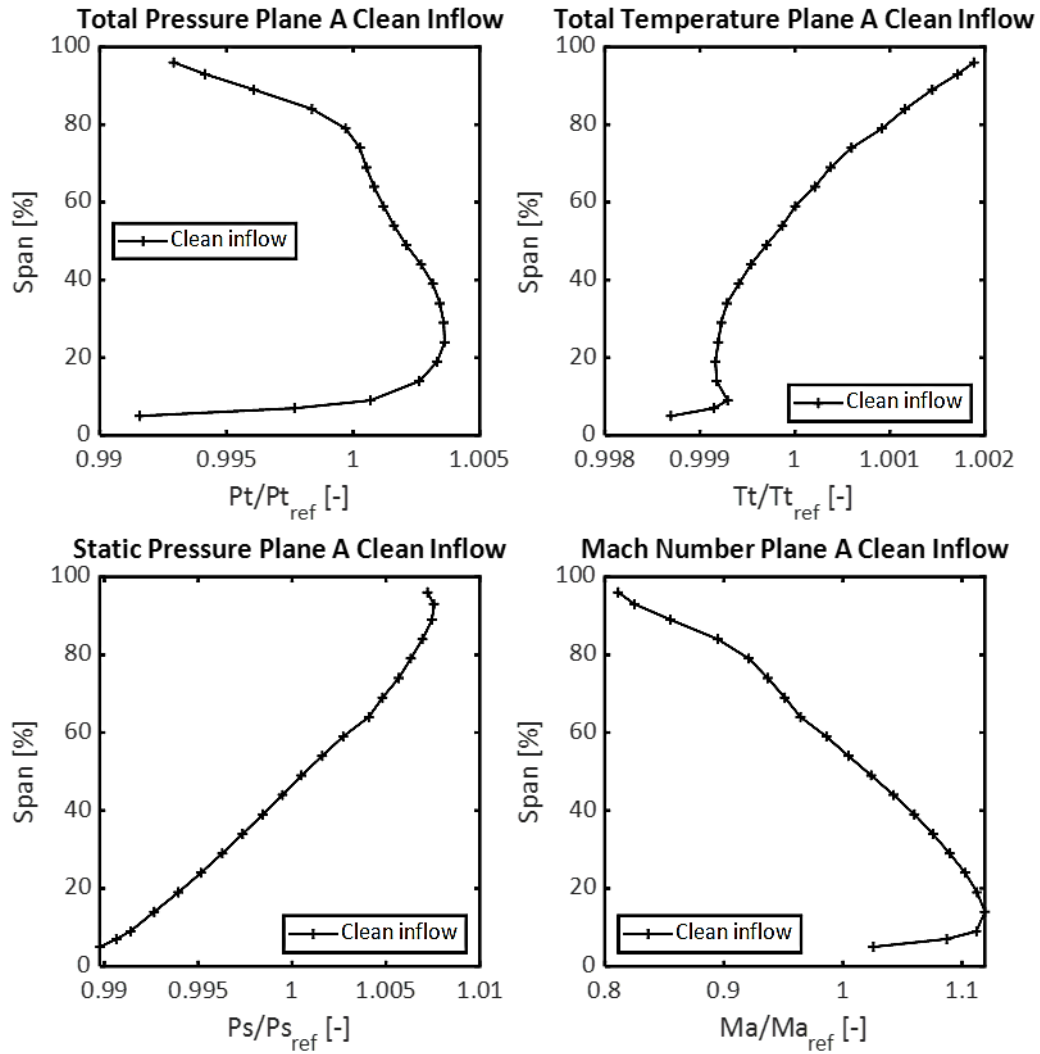 Total Pressure Plane A Clean Inflow
100
80
60
40
20
0
Span [%]
Clean inflow
0.99 0.995 1 1.005
Pt/Pt_ref [-]
Total Temperature Plane A Clean Inflow
100
80
60
40
20
0
Span [%]
Clean inflow
0.998 0.999 1 1.001 1.002
Tt/Tt_ref [-]
Static Pressure Plane A Clean Inflow
100
80
60
40
20
0
Span [%]
Clean inflow
0.99 0.995 1 1.005 1.01
Ps/Ps_ref [-]
Mach Number Plane A Clean Inflow
100
80
60
40
20
0
Span [%]
Clean inflow
0.8 0.9 1 1.1
Ma/Ma_ref [-]